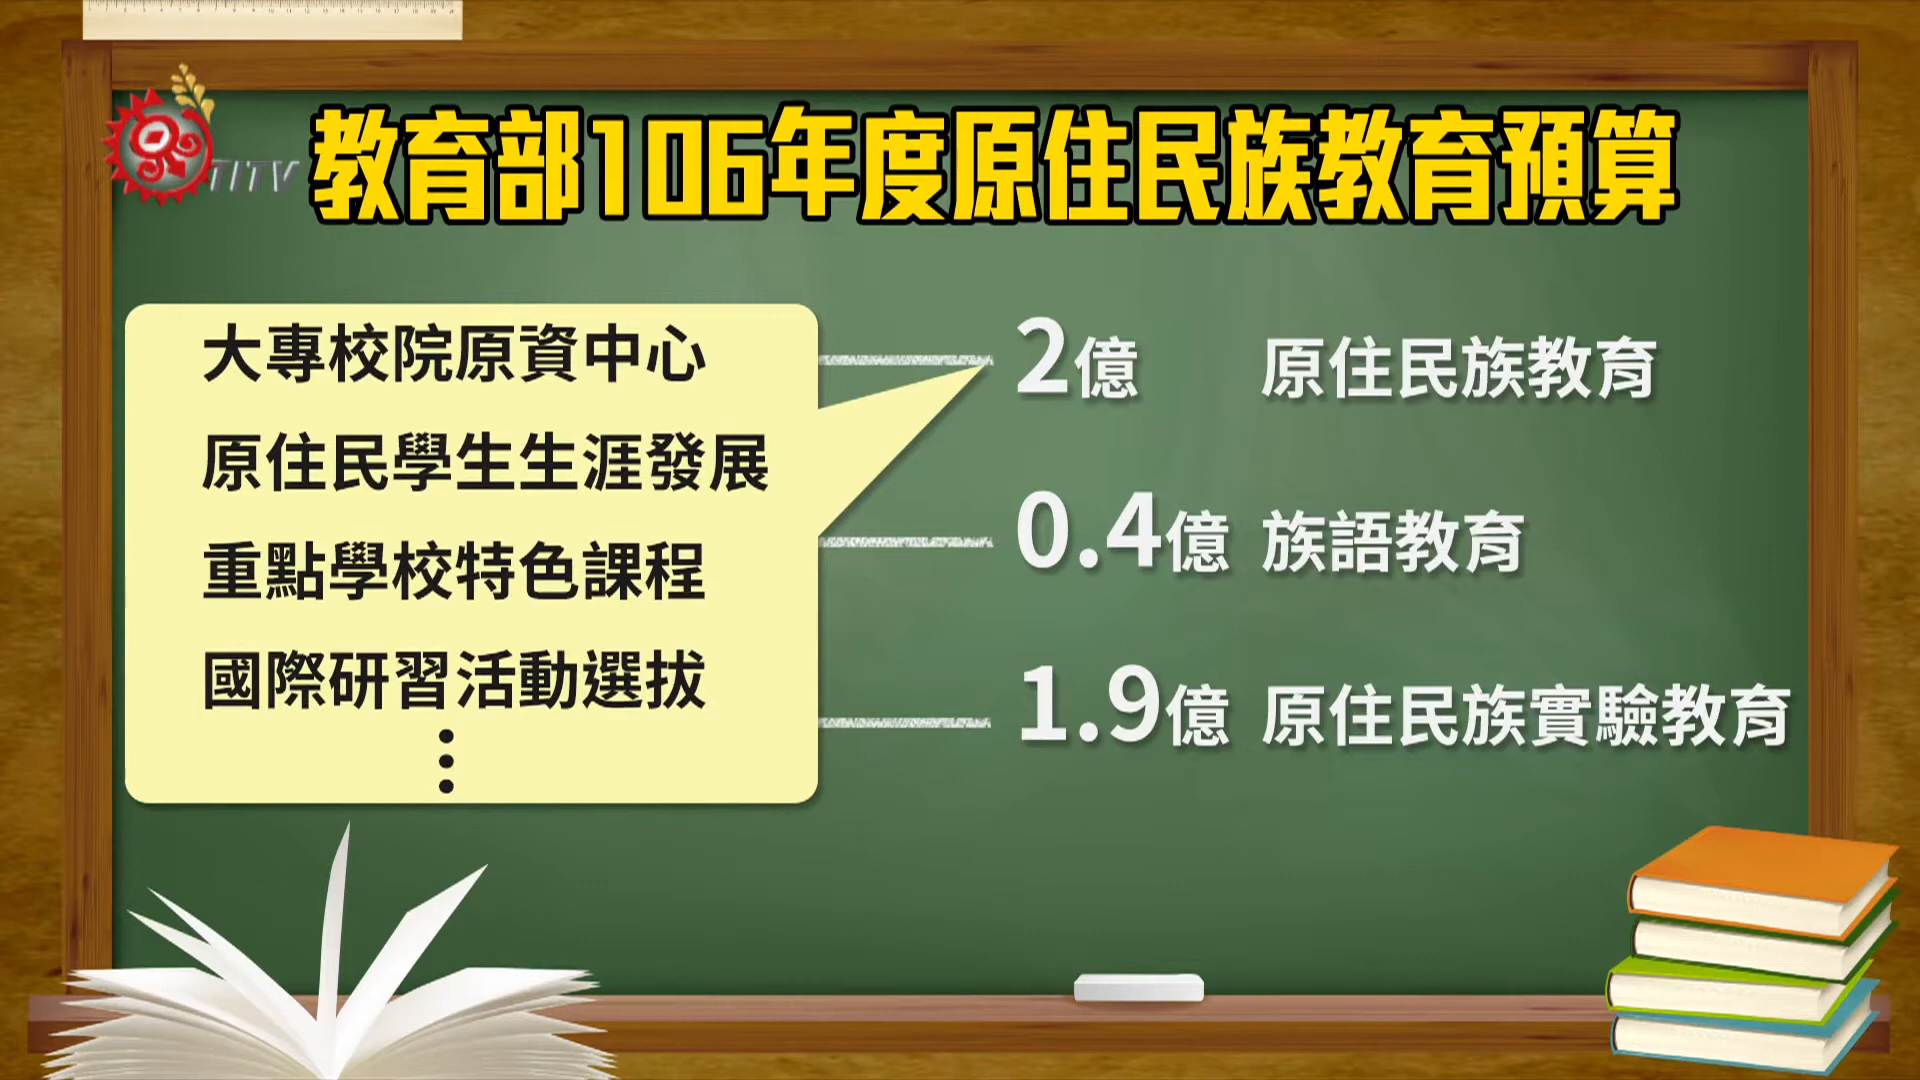 TITV
教育部106年度原住民族教育預算
大專校院原資中心
原住民學生生涯發展
重點學校特色課程
國際研習活動選拔
2億 原住民族教育
0.4億 族語教育
1.9億 原住民族實驗教育